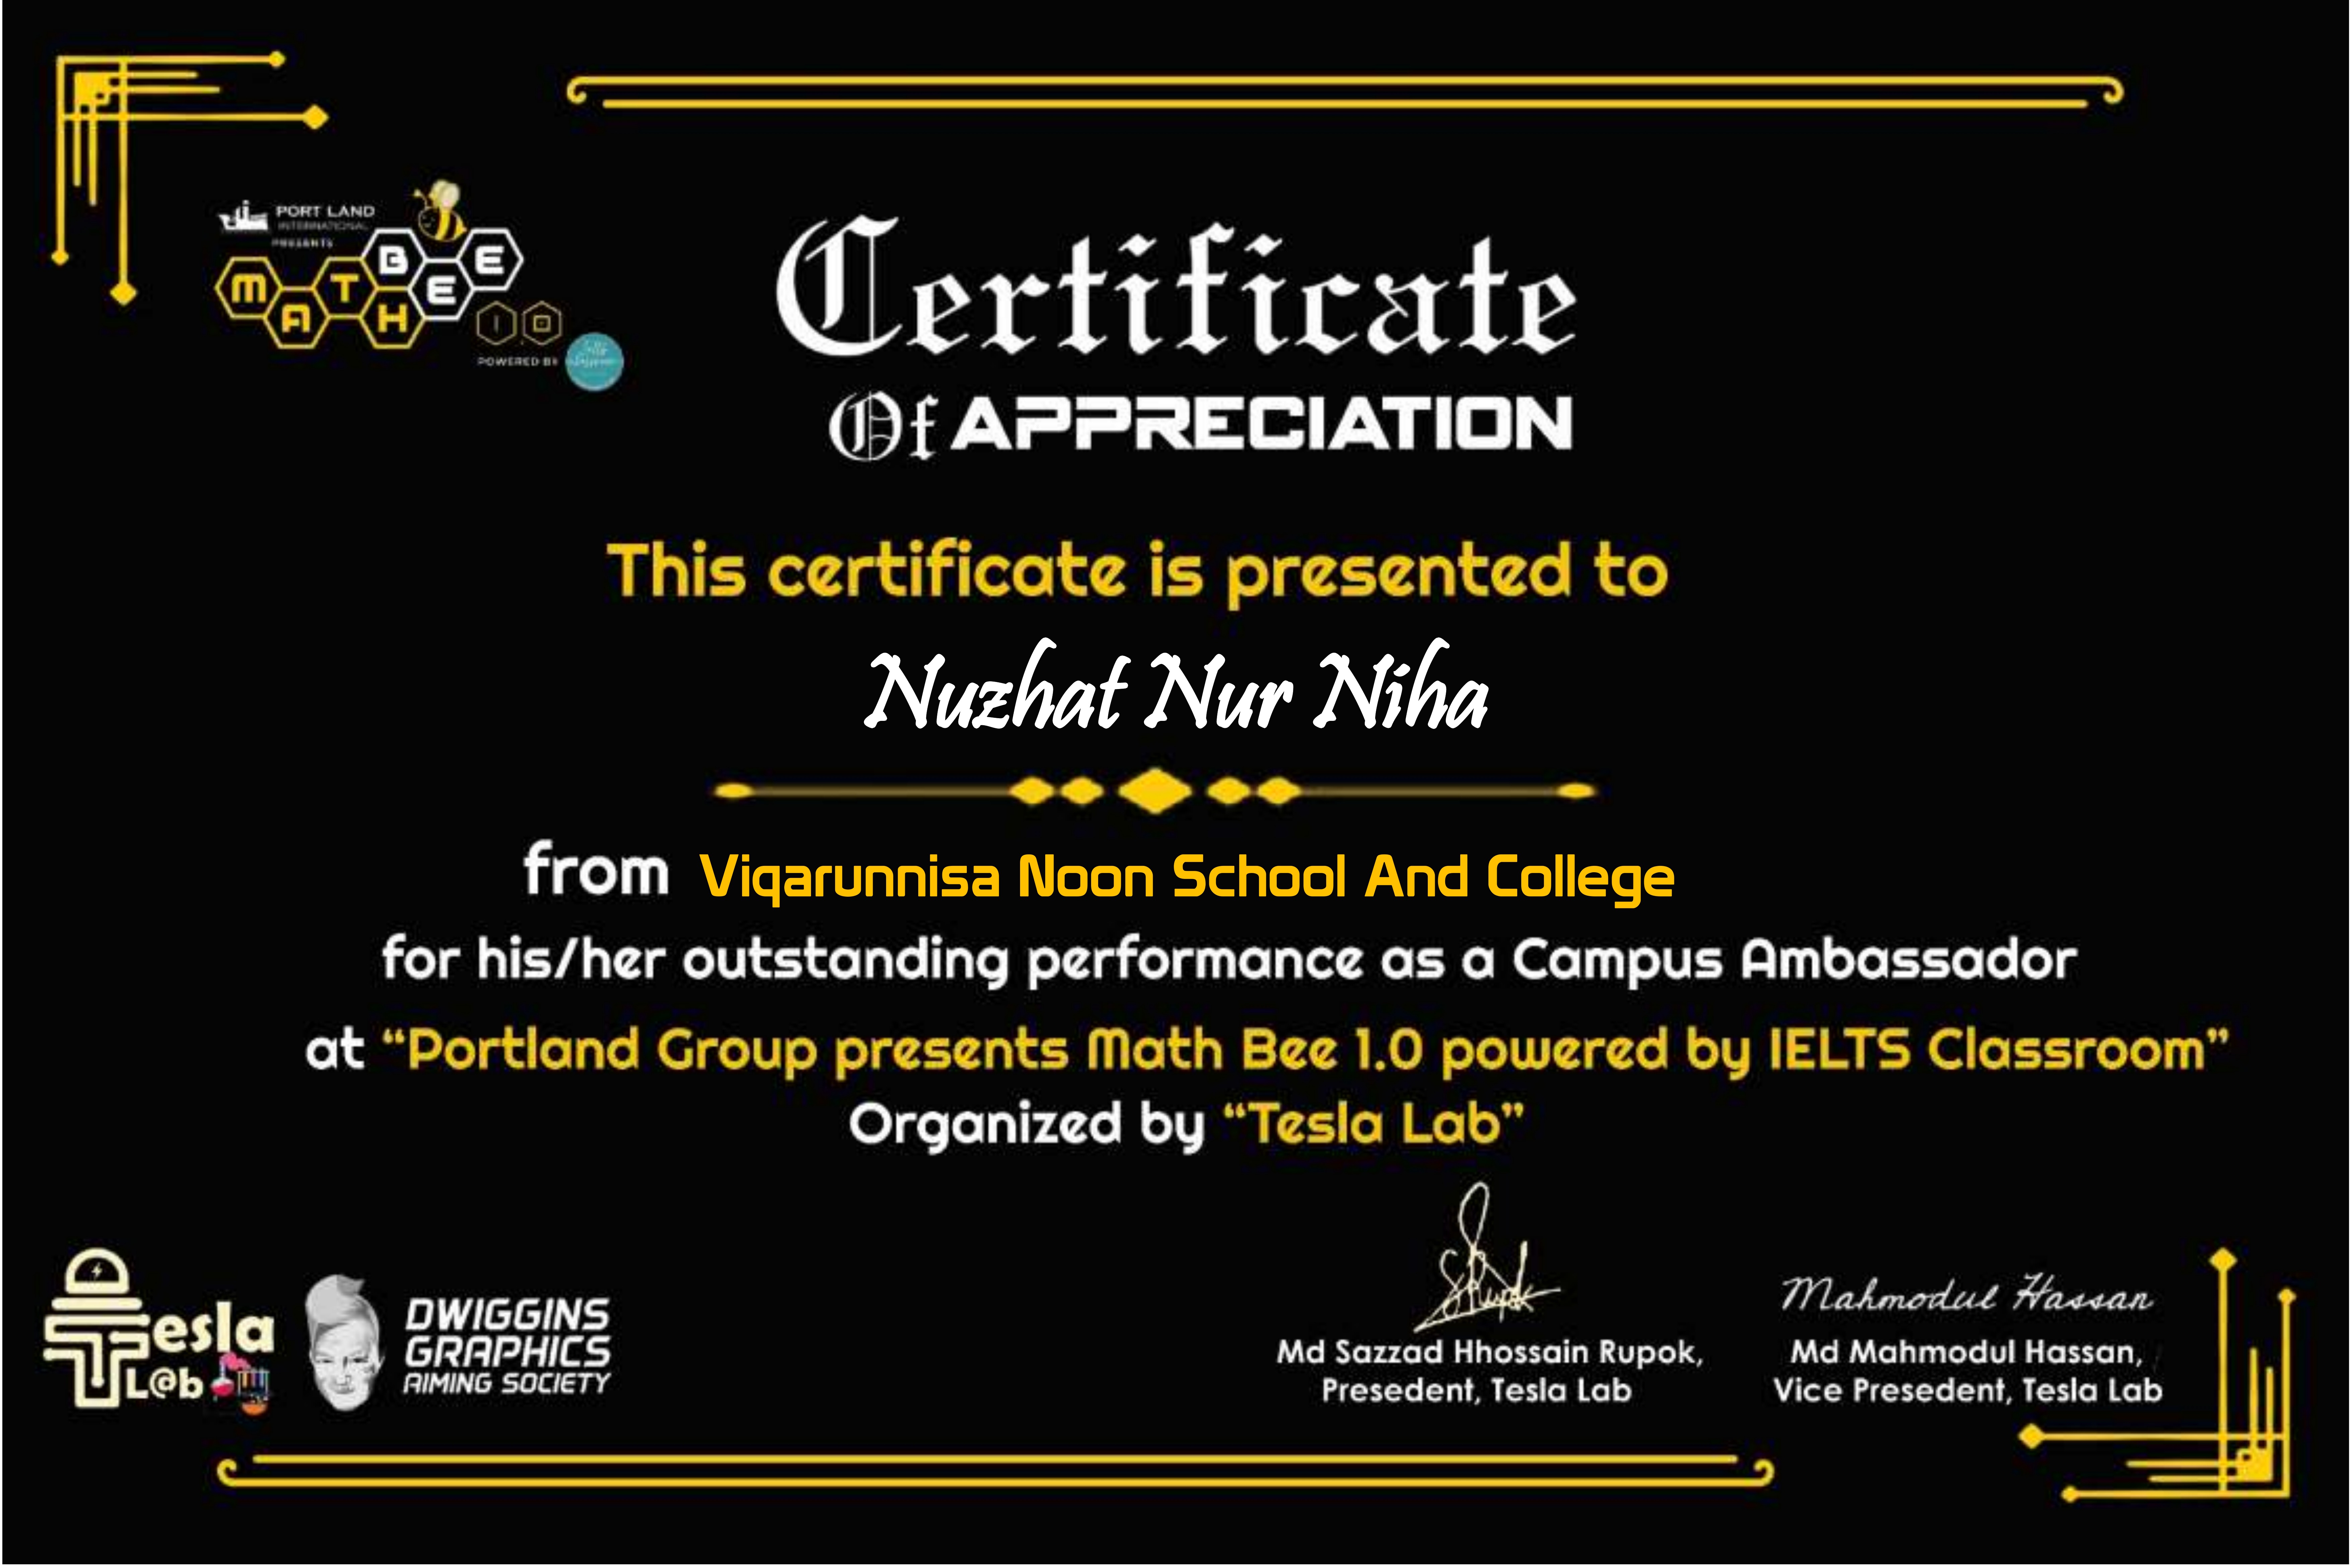 PORT LAND
INTERNATIONAL
PRESENTS
MATH BEE
1.0
POWERED BY
Certificate
Of APPRECIATION
This certificate is presented to
Nuzhat Nur Niha
from Viqarunnisa Noon School And College
for his/her outstanding performance as a Campus Ambassador
at “Portland Group presents Math Bee 1.0 powered by IELTS Classroom”
Organized by “Tesla Lab”
Mahmodul Hassan
Md Sazzad Hhossain Rupok,
Presedent, Tesla Lab
Md Mahmodul Hassan,
Vice Presedent, Tesla Lab
Tesla
L@b
DWIGGINS
GRAPHICS
AIMING SOCIETY